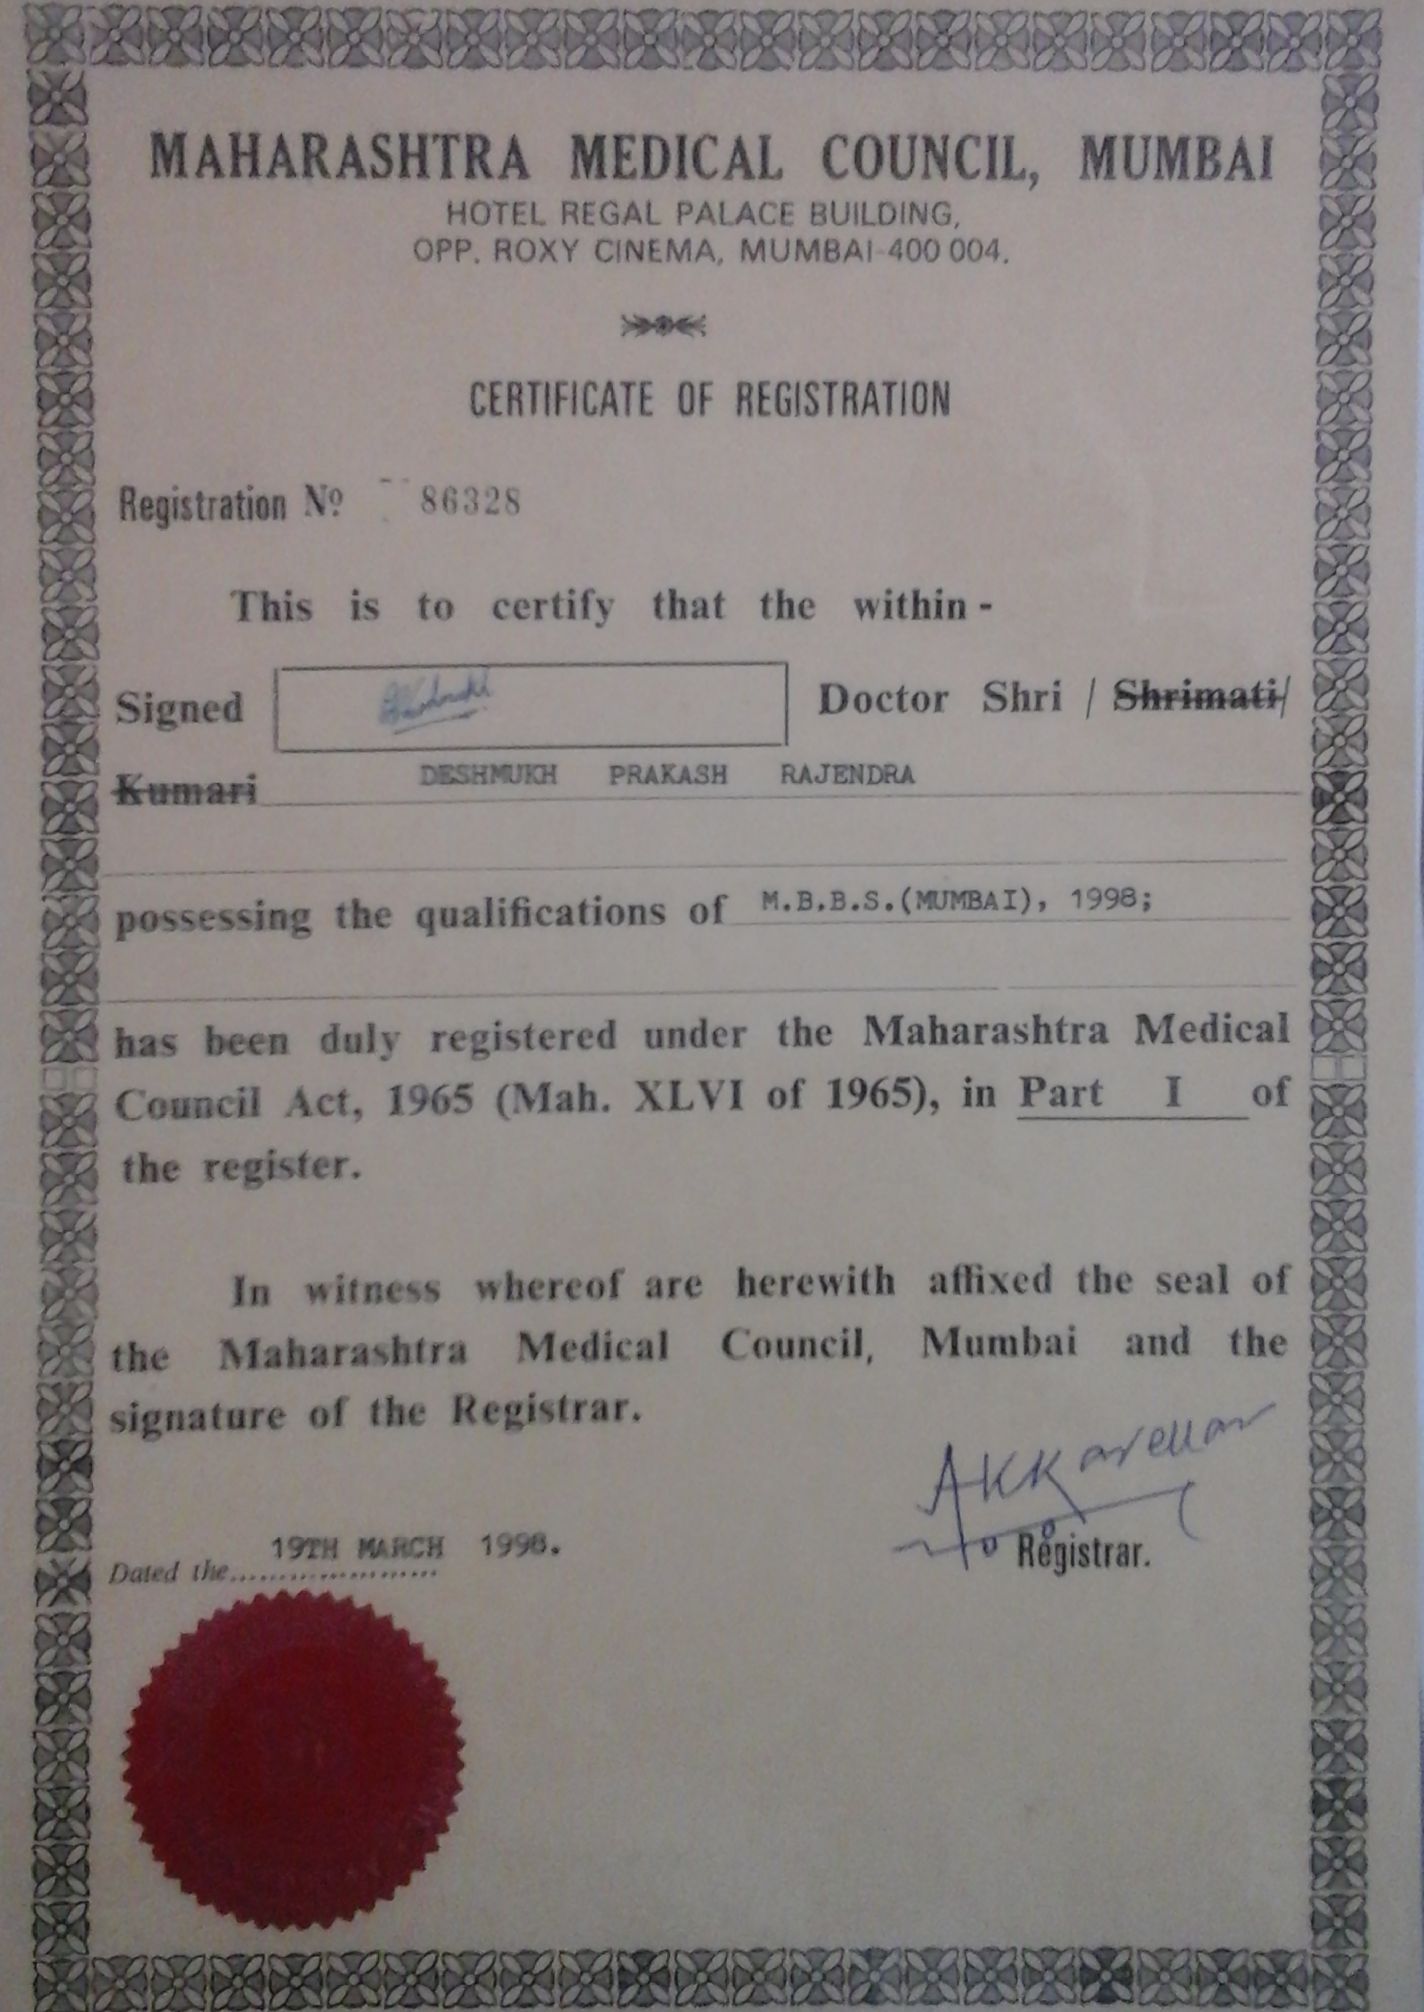 MAHARASHTRA MEDICAL COUNCIL, MUMBAI
HOTEL REGAL PALACE BUILDING,
OPP. ROXY CINEMA, MUMBAI-400 004.
CERTIFICATE OF REGISTRATION
Registration Nº 86328
This is to certify that the within -
Signed Doctor Shri / Shrimati/
Kumari DESHMUKH PRAKASH RAJENDRA
possessing the qualifications of M.B.B.S.(MUMBAI), 1998;
has been duly registered under the Maharashtra Medical
Council Act, 1965 (Mah. XLVI of 1965), in Part I of
the register.
In witness whereof are herewith affixed the seal of
the Maharashtra Medical Council, Mumbai and the
signature of the Registrar.
Dated the 19TH MARCH 1998.
Registrar.